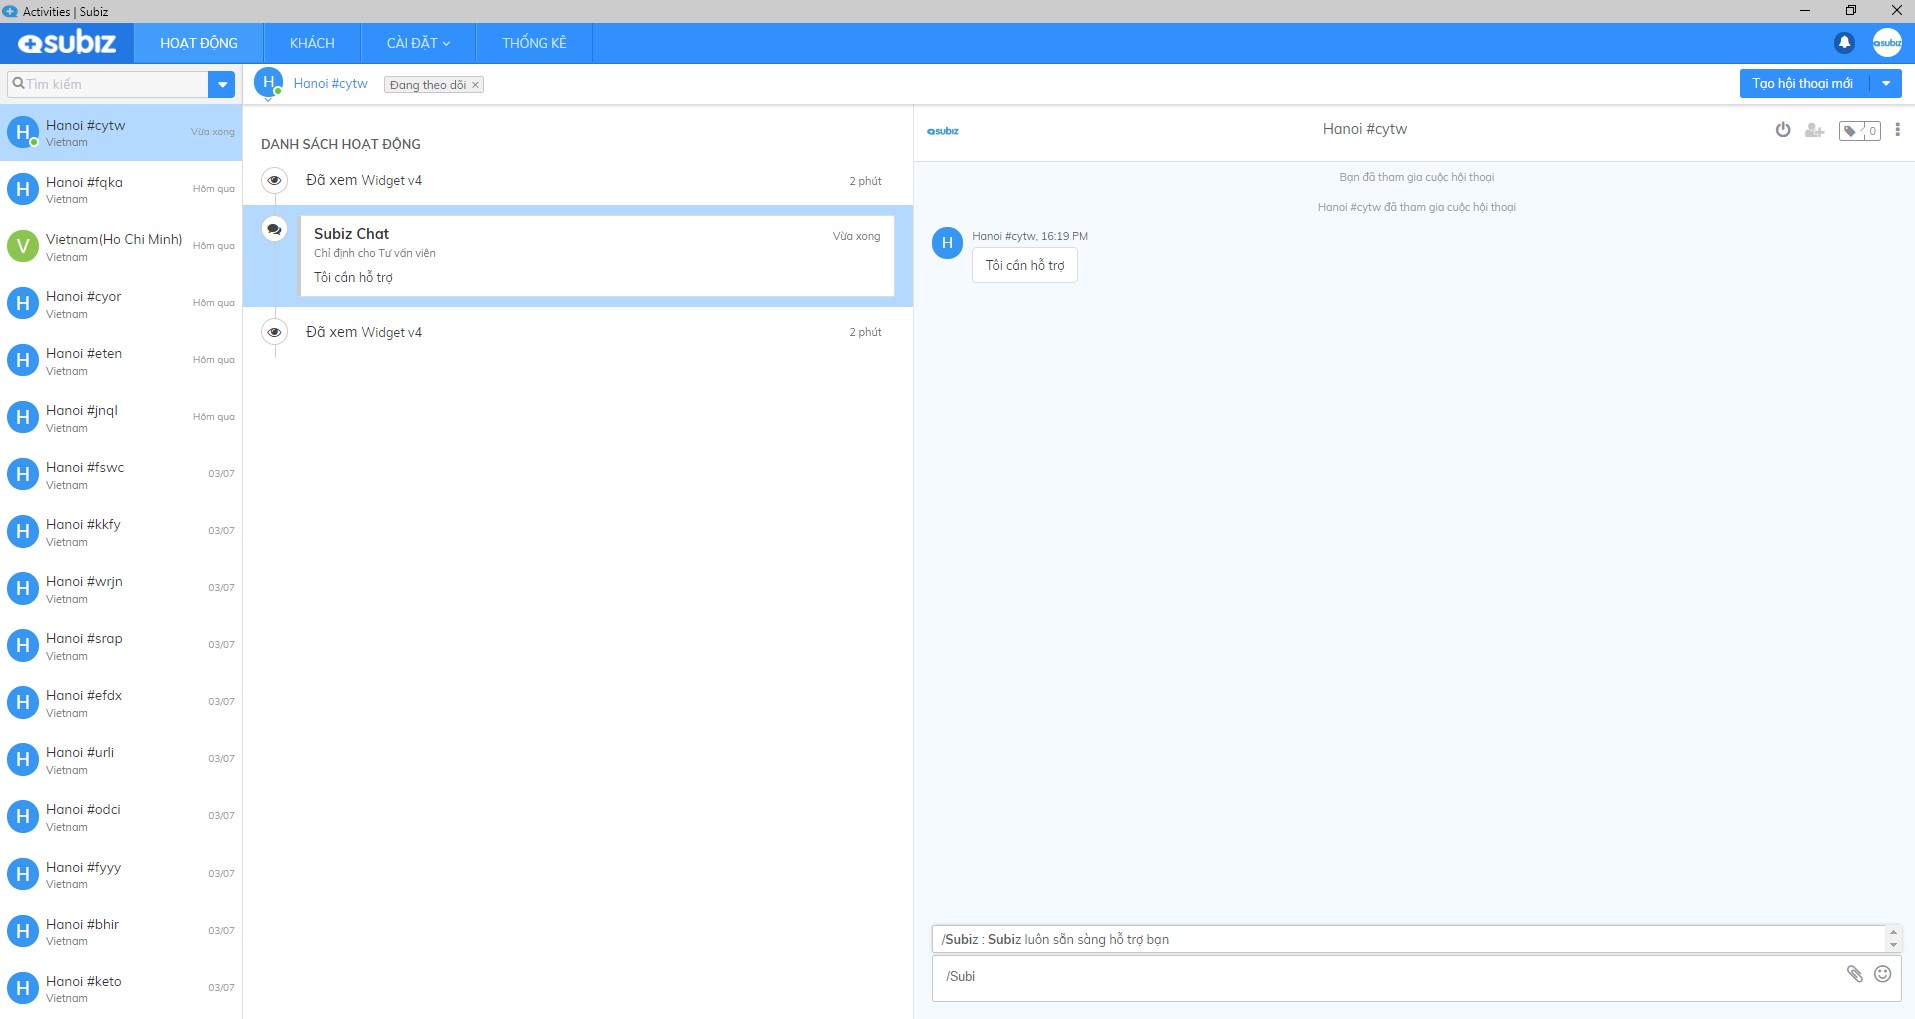 Activities | Subiz
subiz
HOẠT ĐỘNG
KHÁCH
CÀI ĐẶT
THỐNG KÊ
subiz
Tìm kiếm
H
Hanoi #cytw
Đang theo dõi ×
Tạo hội thoại mới
H
Hanoi #cytw
Vừa xong
Vietnam
H
Hanoi #fqka
Hôm qua
Vietnam
V
Vietnam(Ho Chi Minh)
Hôm qua
Vietnam
H
Hanoi #cyor
Hôm qua
Vietnam
H
Hanoi #eten
Hôm qua
Vietnam
H
Hanoi #jnql
Hôm qua
Vietnam
H
Hanoi #fswc
03/07
Vietnam
H
Hanoi #kkfy
03/07
Vietnam
H
Hanoi #wrjn
03/07
Vietnam
H
Hanoi #srap
03/07
Vietnam
H
Hanoi #efdx
03/07
Vietnam
H
Hanoi #urli
03/07
Vietnam
H
Hanoi #odci
03/07
Vietnam
H
Hanoi #fyyy
03/07
Vietnam
H
Hanoi #bhir
03/07
Vietnam
H
Hanoi #keto
03/07
Vietnam
DANH SÁCH HOẠT ĐỘNG
Đã xem Widget v4
2 phút
Subiz Chat
Vừa xong
Chỉ định cho Tư vấn viên
Tôi cần hỗ trợ
Đã xem Widget v4
2 phút
subiz
Hanoi #cytw
0
Bạn đã tham gia cuộc hội thoại
Hanoi #cytw đã tham gia cuộc hội thoại
H
Hanoi #cytw, 16:19 PM
Tôi cần hỗ trợ
/Subiz : Subiz luôn sẵn sàng hỗ trợ bạn
/Subi